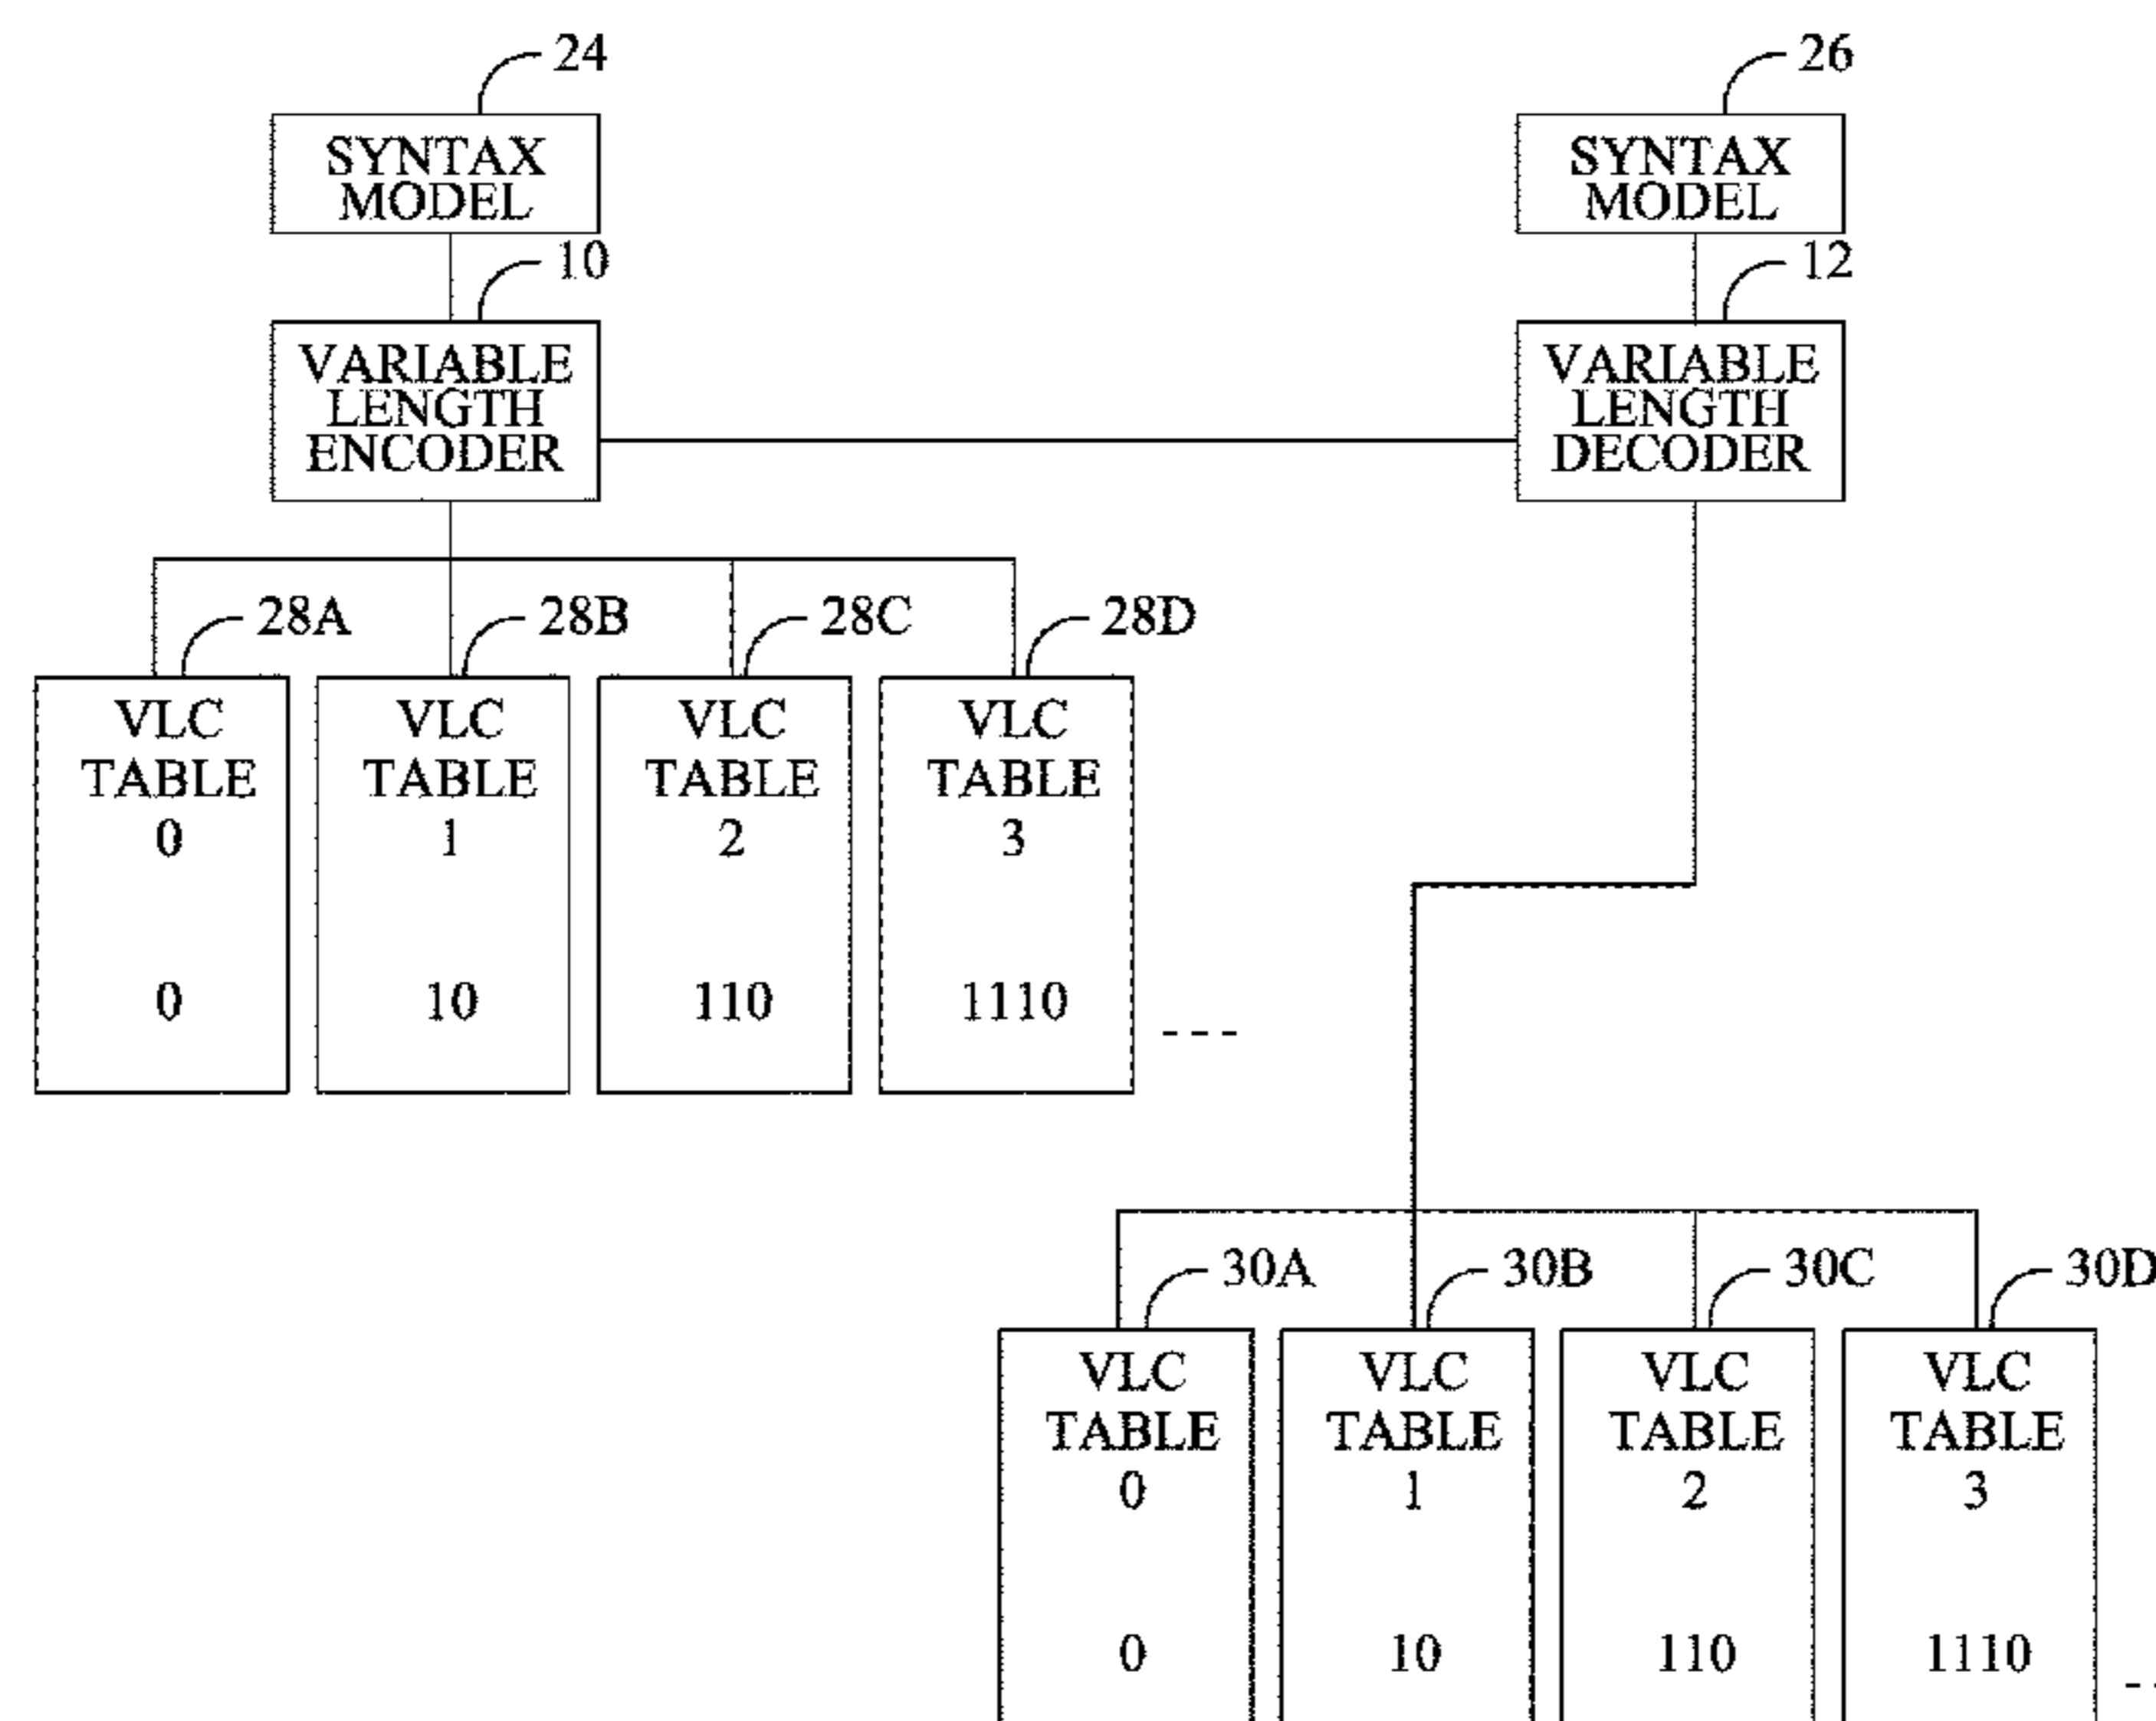 24
26
SYNTAX
MODEL
SYNTAX
MODEL
10
12
VARIABLE
LENGTH
ENCODER
VARIABLE
LENGTH
DECODER
28A
28B
28C
28D
VLC
TABLE
0
0
VLC
TABLE
1
10
VLC
TABLE
2
110
VLC
TABLE
3
1110
---
30A
30B
30C
30D
VLC
TABLE
0
0
VLC
TABLE
1
10
VLC
TABLE
2
110
VLC
TABLE
3
1110